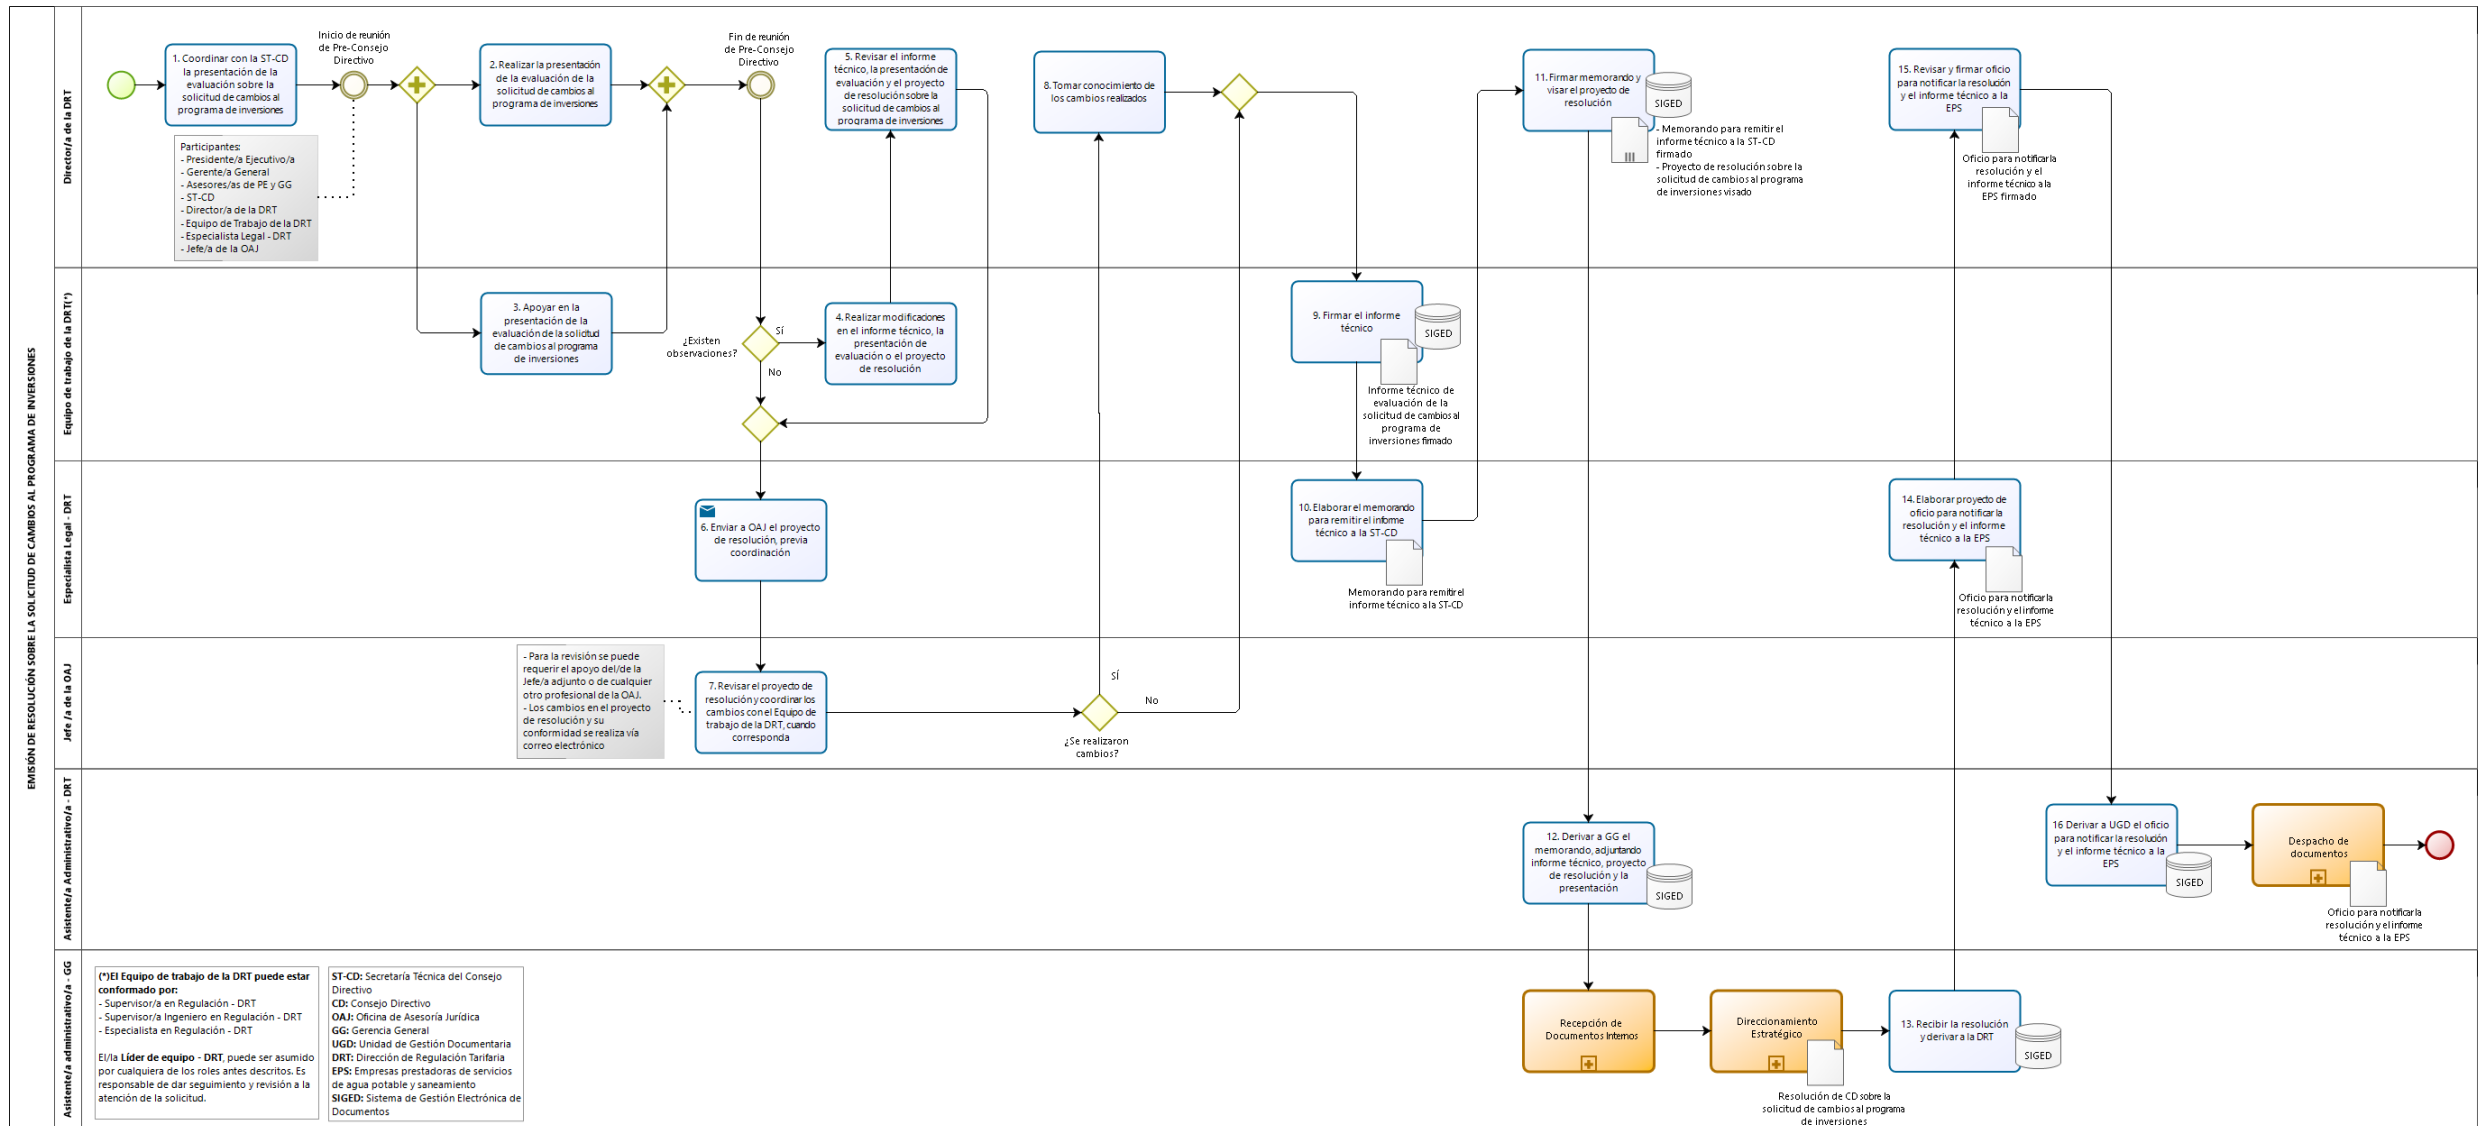 EMISIÓN DE RESOLUCIÓN SOBRE LA SOLICITUD DE CAMBIOS AL PROGRAMA DE INVERSIONES
Director/a de la DRT
1. Coordinar con la ST-CD
la presentación de la
evaluación sobre la
solicitud de cambios al
programa de inversiones
Inicio de reunión
de Pre-Consejo
Directivo
Participantes:
- Presidente/a Ejecutivo/a
- Gerente/a General
- Asesores/as de PE y GG
- ST-CD
- Director/a de la DRT
- Equipo de Trabajo de la DRT
- Especialista Legal - DRT
- Jefe/a de la OAJ
2. Realizar la presentación
de la evaluación de la
solicitud de cambios al
programa de inversiones
Fin de reunión
de Pre-Consejo
Directivo
5. Revisar el informe
técnico, la presentación de
evaluación y el proyecto
de resolución sobre la
solicitud de cambios al
programa de inversiones
8. Tomar conocimiento de
los cambios realizados
11. Firmar memorando y
visar el proyecto de
resolución
SIGED
- Memorando para remitir el
informe técnico a la ST-CD
firmado
- Proyecto de resolución sobre la
solicitud de cambios al programa
de inversiones visado
15. Revisar y firmar oficio
para notificar la resolución
y el informe técnico a la
EPS
Oficio para notificar la
resolución y el
informe técnico a la
EPS firmado
Equipo de trabajo de la DRT(*)
3. Apoyar en la
presentación de la
evaluación de la solicitud
de cambios al programa
de inversiones
¿Existen
observaciones?
Sí
No
4. Realizar modificaciones
en el informe técnico, la
presentación de
evaluación o el proyecto
de resolución
9. Firmar el informe
técnico
SIGED
Informe técnico de
evaluación de la
solicitud de cambios al
programa de
inversiones firmado
Especialista Legal - DRT
6. Enviar a OAJ el proyecto
de resolución, previa
coordinación
10. Elaborar el memorando
para remitir el informe
técnico a la ST-CD
Memorando para remitir el
informe técnico a la ST-CD
14. Elaborar proyecto de
oficio para notificar la
resolución y el informe
técnico a la EPS
Oficio para notificar la
resolución y el informe
técnico a la EPS
Jefe /a de la OAJ
- Para la revisión se puede
requerir el apoyo del/de la
Jefe/a adjunto o de cualquier
otro profesional de la OAJ.
- Los cambios en el proyecto
de resolución y su
conformidad se realiza vía
correo electrónico
7. Revisar el proyecto de
resolución y coordinar los
cambios con el Equipo de
trabajo de la DRT, cuando
corresponda
¿Se realizaron
cambios?
SÍ
No
Asistente/a Administrativo/a - DRT
12. Derivar a GG el
memorando, adjuntando
informe técnico, proyecto
de resolución y la
presentación
SIGED
16 Derivar a UGD el oficio
para notificar la resolución
y el informe técnico a la
EPS
SIGED
Despacho de
documentos
Oficio para notificar la
resolución y el informe
técnico a la EPS
Asistente/a administrativo/a - GG
(*)El Equipo de trabajo de la DRT puede estar
conformado por:
- Supervisor/a en Regulación - DRT
- Supervisor/a Ingeniero en Regulación - DRT
- Especialista en Regulación - DRT
El/la Líder de equipo - DRT, puede ser asumido
por cualquiera de los roles antes descritos. Es
responsable de dar seguimiento y revisión a la
atención de la solicitud.
ST-CD: Secretaría Técnica del Consejo
Directivo
CD: Consejo Directivo
OAJ: Oficina de Asesoría Jurídica
GG: Gerencia General
UGD: Unidad de Gestión Documentaria
DRT: Dirección de Regulación Tarifaria
EPS: Empresas prestadoras de servicios
de agua potable y saneamiento
SIGED: Sistema de Gestión Electrónica de
Documentos
Recepción de
Documentos Internos
Direccionamiento
Estratégico
Resolución de CD sobre la
solicitud de cambios al programa
de inversiones
13. Recibir la resolución
y derivar a la DRT
SIGED